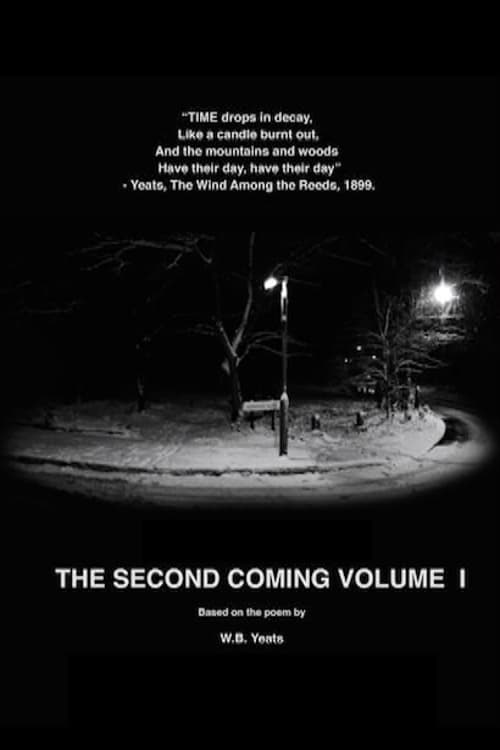 “TIME drops in decay,
Like a candle burnt out,
And the mountains and woods
Have their day, have their day”
- Yeats, The Wind Among the Reeds, 1899.
THE SECOND COMING VOLUME I
Based on the poem by
W.B. Yeats